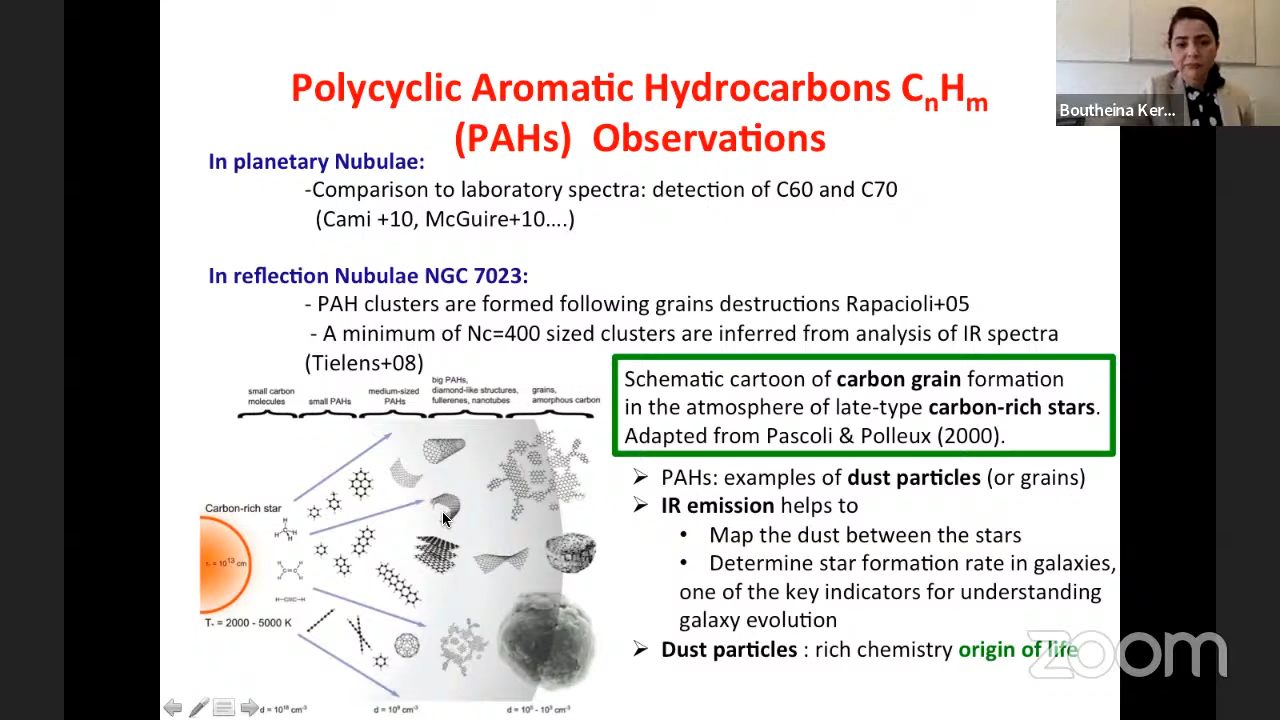 Polycyclic Aromatic Hydrocarbons CnHm
(PAHs) Observations
Boutheina Ker...
In planetary Nubulae:
-Comparison to laboratory spectra: detection of C60 and C70
(Cami +10, McGuire+10....)
In reflection Nubulae NGC 7023:
- PAH clusters are formed following grains destructions Rapacioli+05
- A minimum of Nc=400 sized clusters are inferred from analysis of IR spectra
(Tielens+08)
small carbon
molecules
small PAHs
medium-sized
PAHs
big PAHs,
diamond-like structures,
fullerenes, nanotubes
grains,
amorphous carbon
Schematic cartoon of carbon grain formation
in the atmosphere of late-type carbon-rich stars.
Adapted from Pascoli & Polleux (2000).
Carbon-rich star
= 10¹³ cm
H-C≡C-H
T* = 2000 - 5000 K
➢ PAHs: examples of dust particles (or grains)
➢ IR emission helps to
• Map the dust between the stars
• Determine star formation rate in galaxies,
one of the key indicators for understanding
galaxy evolution
➢ Dust particles : rich chemistry origin of life
zoom